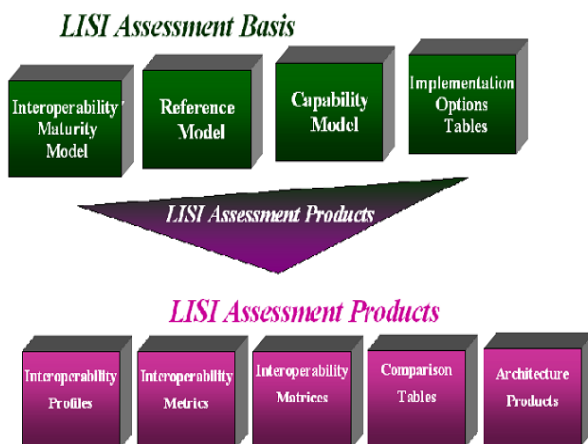 LISI Assessment Basis
Interoperability
Maturity
Model
Reference
Model
Capability
Model
Implementation
Options
Tables
LISI Assessment Products
LISI Assessment Products
Interoperability
Profiles
Interoperability
Metrics
Interoperability
Matrices
Comparison
Tables
Architecture
Products